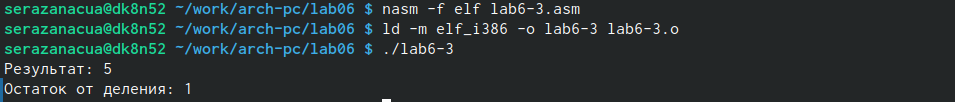 serazanacua@dk8n52 ~/work/arch-pc/lab06 $ nasm -f elf lab6-3.asm
serazanacua@dk8n52 ~/work/arch-pc/lab06 $ ld -m elf_i386 -o lab6-3 lab6-3.o
serazanacua@dk8n52 ~/work/arch-pc/lab06 $ ./lab6-3
Результат: 5
Остаток от деления: 1